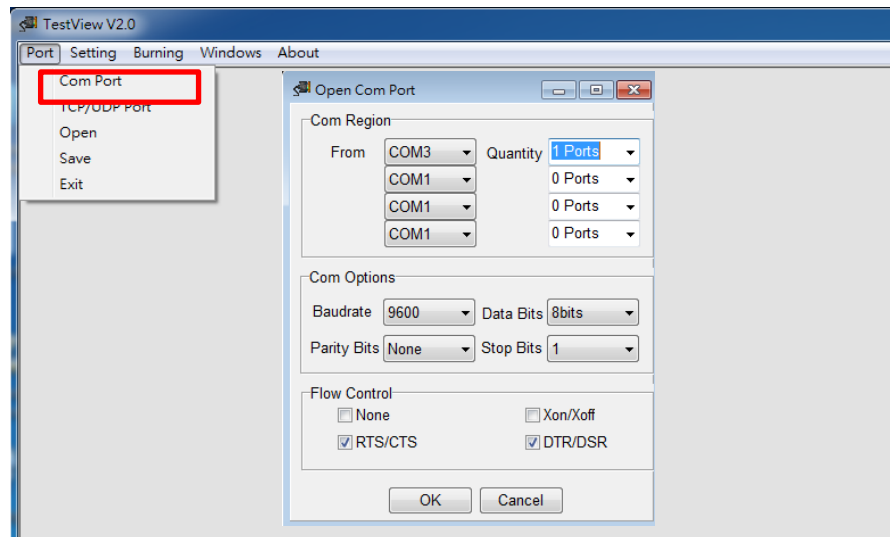 TestView V2.0
Port Setting Burning Windows About
Com Port
TCP/UDP Port
Open
Save
Exit
Open Com Port
Com Region
From COM3 Quantity 1 Ports
COM1 0 Ports
COM1 0 Ports
COM1 0 Ports
Com Options
Baudrate 9600 Data Bits 8bits
Parity Bits None Stop Bits 1
Flow Control
None Xon/Xoff
RTS/CTS DTR/DSR
OK Cancel